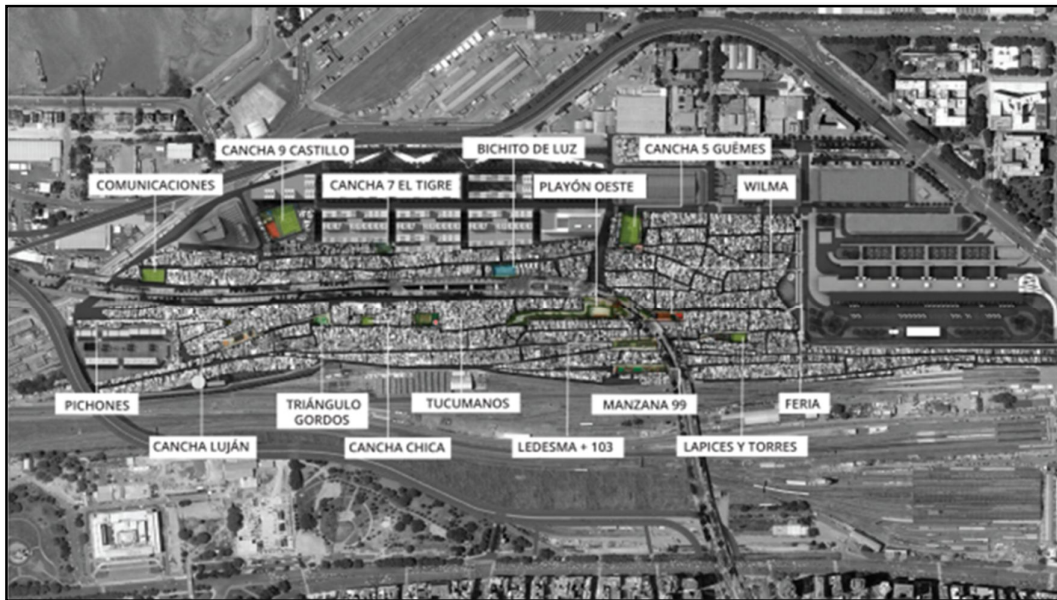 CANCHA 9 CASTILLO
BICHITO DE LUZ
CANCHA 5 GUËMES
COMUNICACIONES
CANCHA 7 EL TIGRE
PLAYÓN OESTE
WILMA
PICHONES
TRIÁNGULO
GORDOS
TUCUMANOS
MANZANA 99
FERIA
CANCHA LUJÁN
CANCHA CHICA
LEDESMA + 103
LAPICES Y TORRES